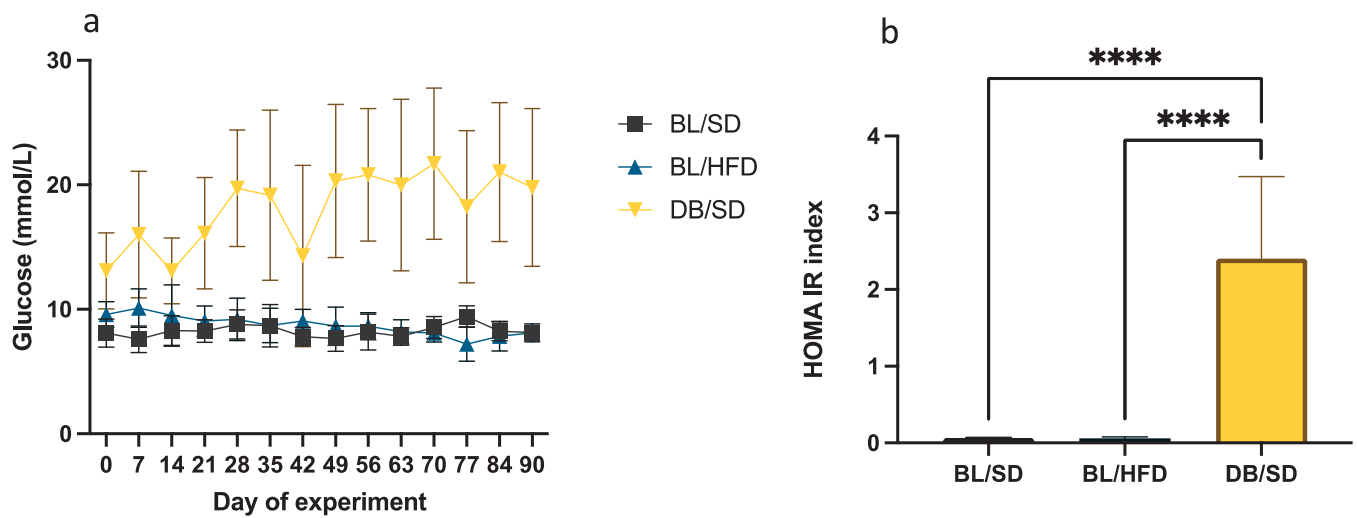 a
30
20
10
0
Glucose (mmol/L)
0 7 14 21 28 35 42 49 56 63 70 77 84 90
Day of experiment
BL/SD
BL/HFD
DB/SD
b
****
****
4
3
2
1
0
HOMA IR index
BL/SD BL/HFD DB/SD